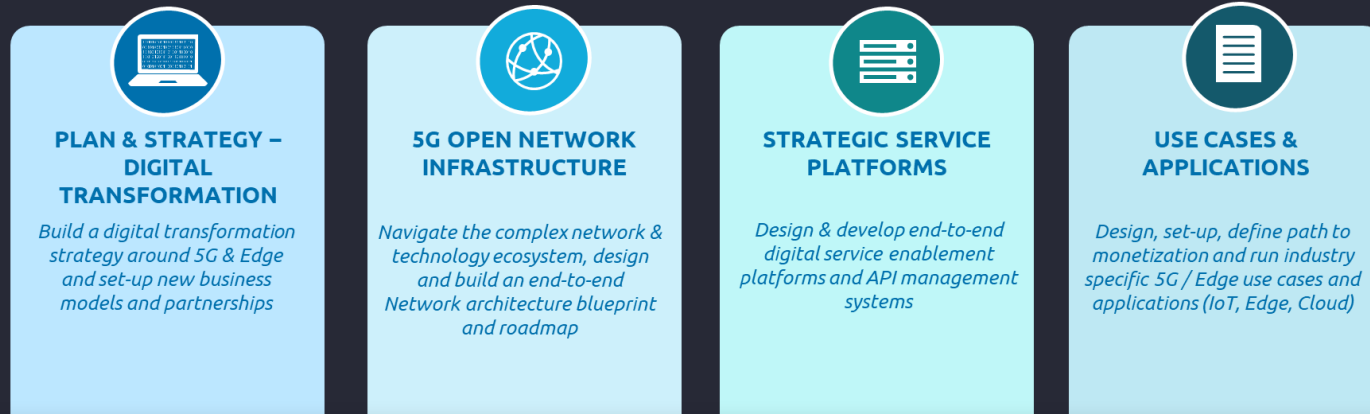 PLAN & STRATEGY –
DIGITAL
TRANSFORMATION
Build a digital transformation
strategy around 5G & Edge
and set-up new business
models and partnerships
5G OPEN NETWORK
INFRASTRUCTURE
Navigate the complex network &
technology ecosystem, design
and build an end-to-end
Network architecture blueprint
and roadmap
STRATEGIC SERVICE
PLATFORMS
Design & develop end-to-end
digital service enablement
platforms and API management
systems
USE CASES &
APPLICATIONS
Design, set-up, define path to
monetization and run industry
specific 5G / Edge use cases and
applications (IoT, Edge, Cloud)